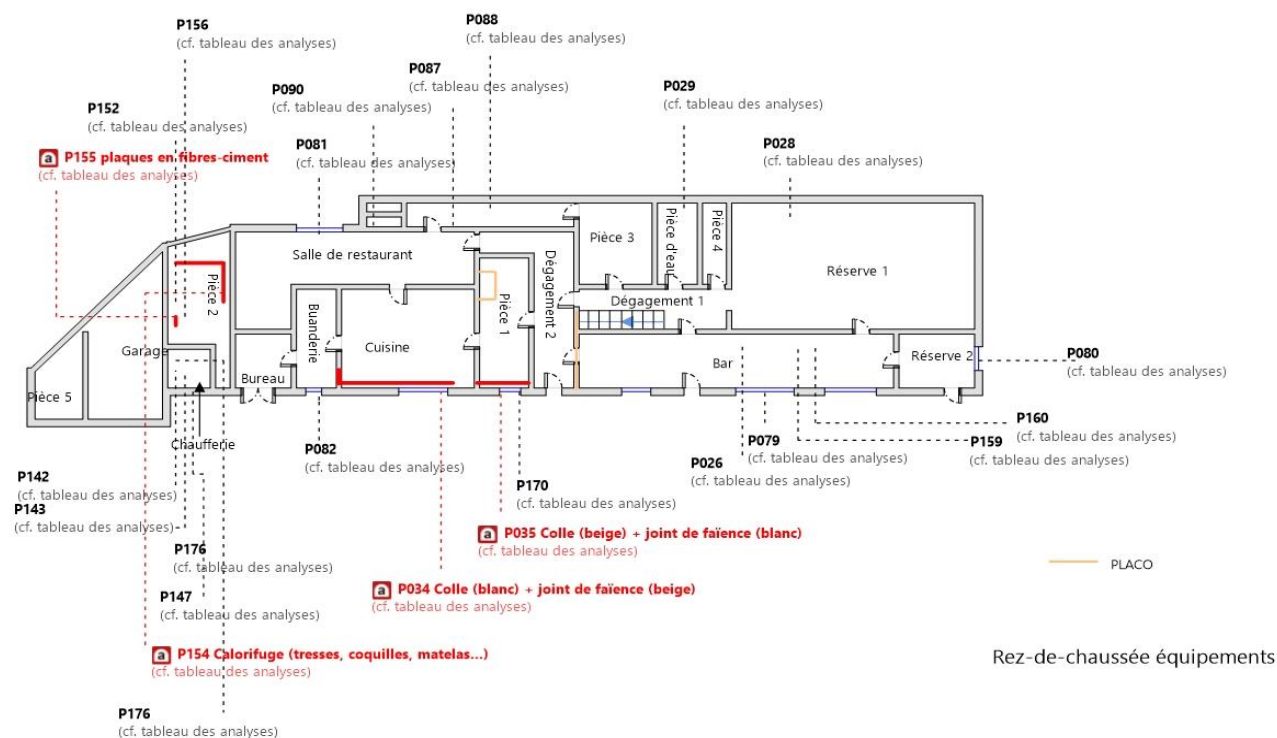 P156
(cf. tableau des analyses)
P088
(cf. tableau des analyses)
P087
(cf. tableau des analyses)
P090
(cf. tableau des analyses)
P029
(cf. tableau des analyses)
P152
(cf. tableau des analyses)
P081
(cf. tableau des analyses)
P028
(cf. tableau des analyses)
a P155 plaques en fibres-ciment
(cf. tableau des analyses)
Salle de restaurant
Pièce 2
Pièce 3
Pièce d'eau
Pièce 4
Réserve 1
Dégagement 2
Dégagement 1
Pièce 1
Buanderie
Cuisine
Garage
Bureau
Bar
Réserve 2
Pièce 5
Chaufferie
P080
(cf. tableau des analyses)
P160
(cf. tableau des analyses)
P159
(cf. tableau des analyses)
P079
(cf. tableau des analyses)
P026
(cf. tableau des analyses)
P082
(cf. tableau des analyses)
P170
(cf. tableau des analyses)
P142
(cf. tableau des analyses)
P143
(cf. tableau des analyses)
a P035 Colle (beige) + joint de faïence (blanc)
(cf. tableau des analyses)
P176
(cf. tableau des analyses)
a P034 Colle (blanc) + joint de faïence (beige)
(cf. tableau des analyses)
P147
(cf. tableau des analyses)
PLACO
a P154 Calorifuge (tresses, coquilles, matelas...)
(cf. tableau des analyses)
Rez-de-chaussée équipements
P176
(cf. tableau des analyses)